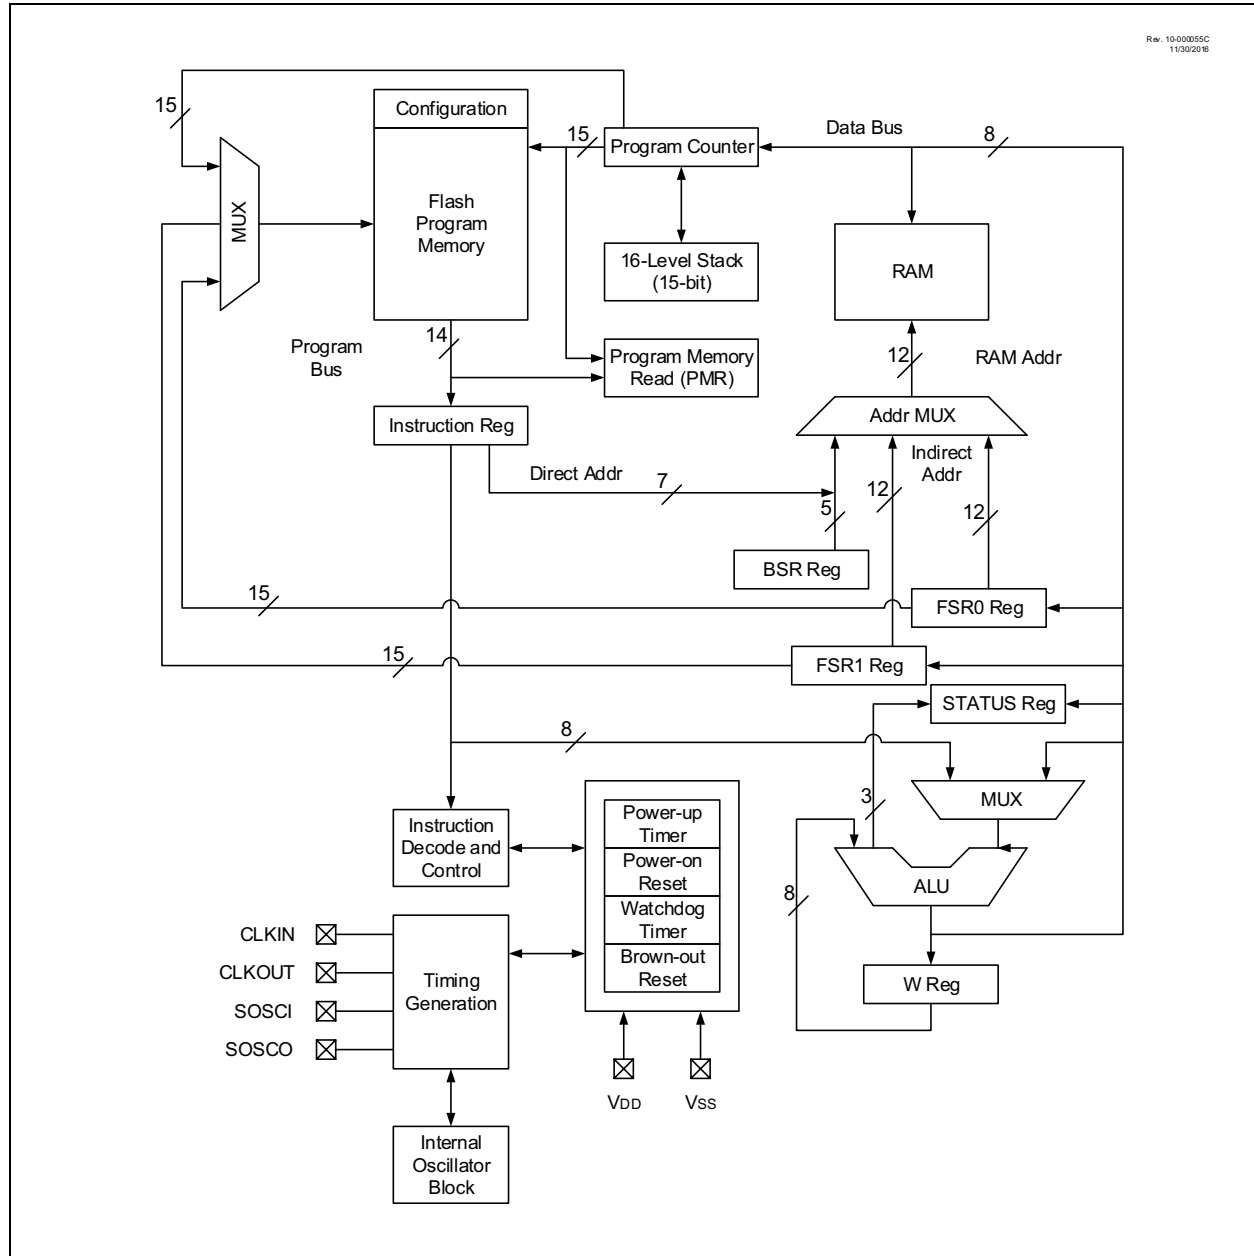 Rev. 10-000055C
11/30/2016
15
Configuration
15
Program Counter
Data Bus
8
MUX
Flash
Program
Memory
16-Level Stack
(15-bit)
RAM
Program
Bus
14
Program Memory
Read (PMR)
12
RAM Addr
Instruction Reg
Addr MUX
Direct Addr
7
Indirect
Addr
12
5
12
BSR Reg
15
FSR0 Reg
15
FSR1 Reg
STATUS Reg
8
3
MUX
Instruction
Decode and
Control
Power-up
Timer
Power-on
Reset
Watchdog
Timer
Brown-out
Reset
8
ALU
W Reg
CLKIN
CLKOUT
SOSCI
SOSCO
Timing
Generation
VDD
VSS
Internal
Oscillator
Block